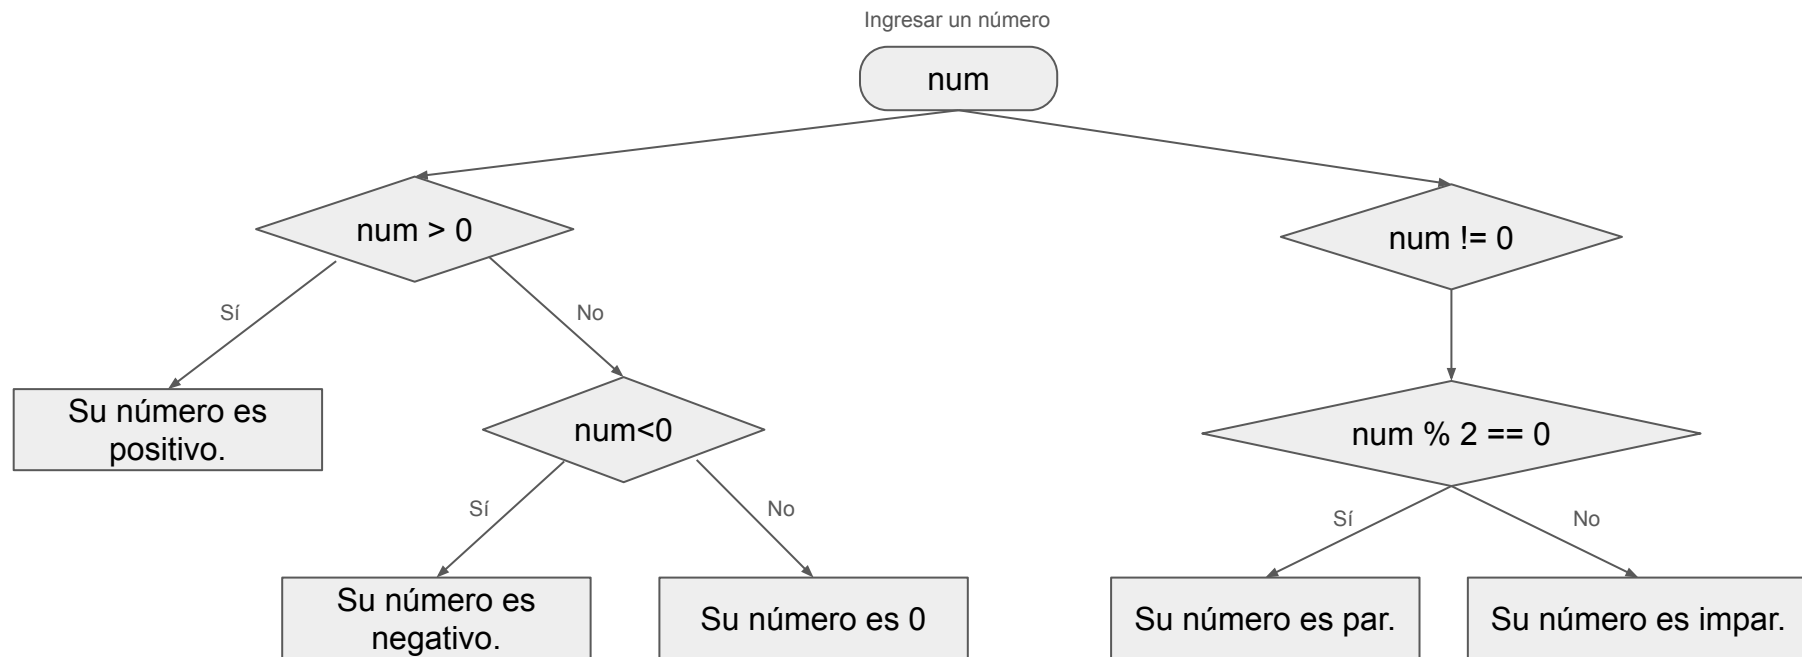 Ingresar un número
num
num > 0
num != 0
Sí
No
Su número es
positivo.
num<0
num % 2 == 0
Sí
No
Sí
No
Su número es
negativo.
Su número es 0
Su número es par.
Su número es impar.